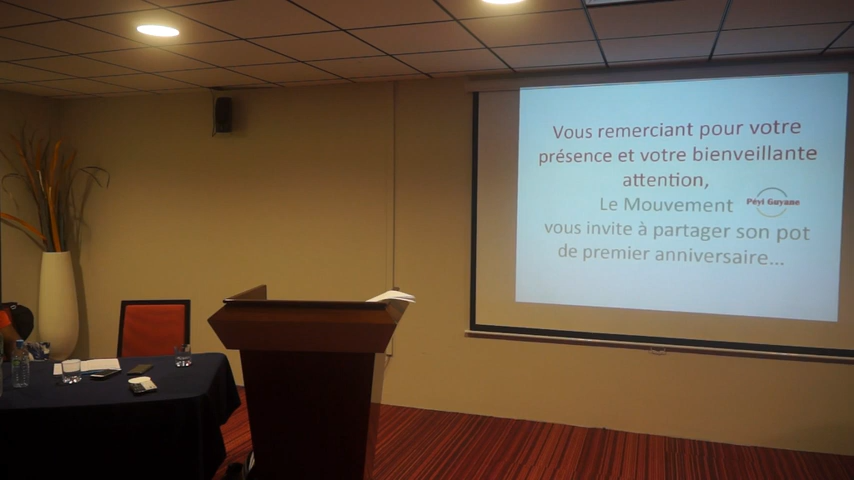 Vous remerciant pour votre
présence et votre bienveillante
attention,
Le Mouvement Péyi Guyane
vous invite à partager son pot
de premier anniversaire...